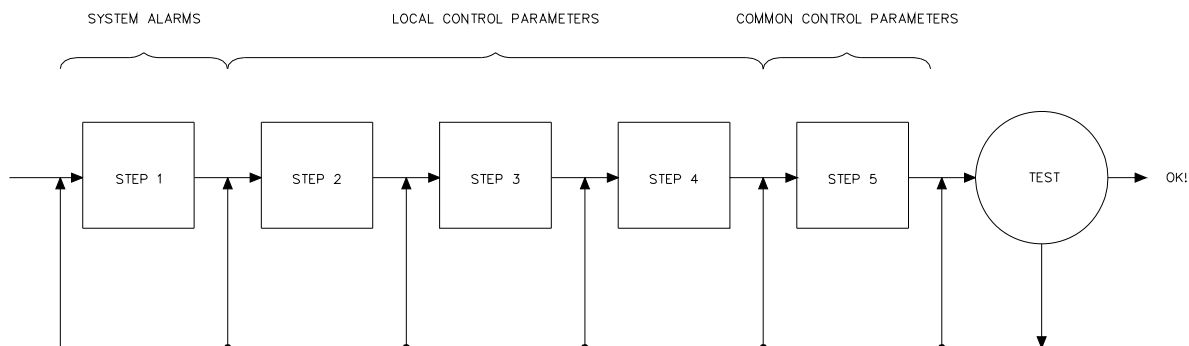 SYSTEM ALARMS
LOCAL CONTROL PARAMETERS
COMMON CONTROL PARAMETERS
STEP 1
STEP 2
STEP 3
STEP 4
STEP 5
TEST
OK!